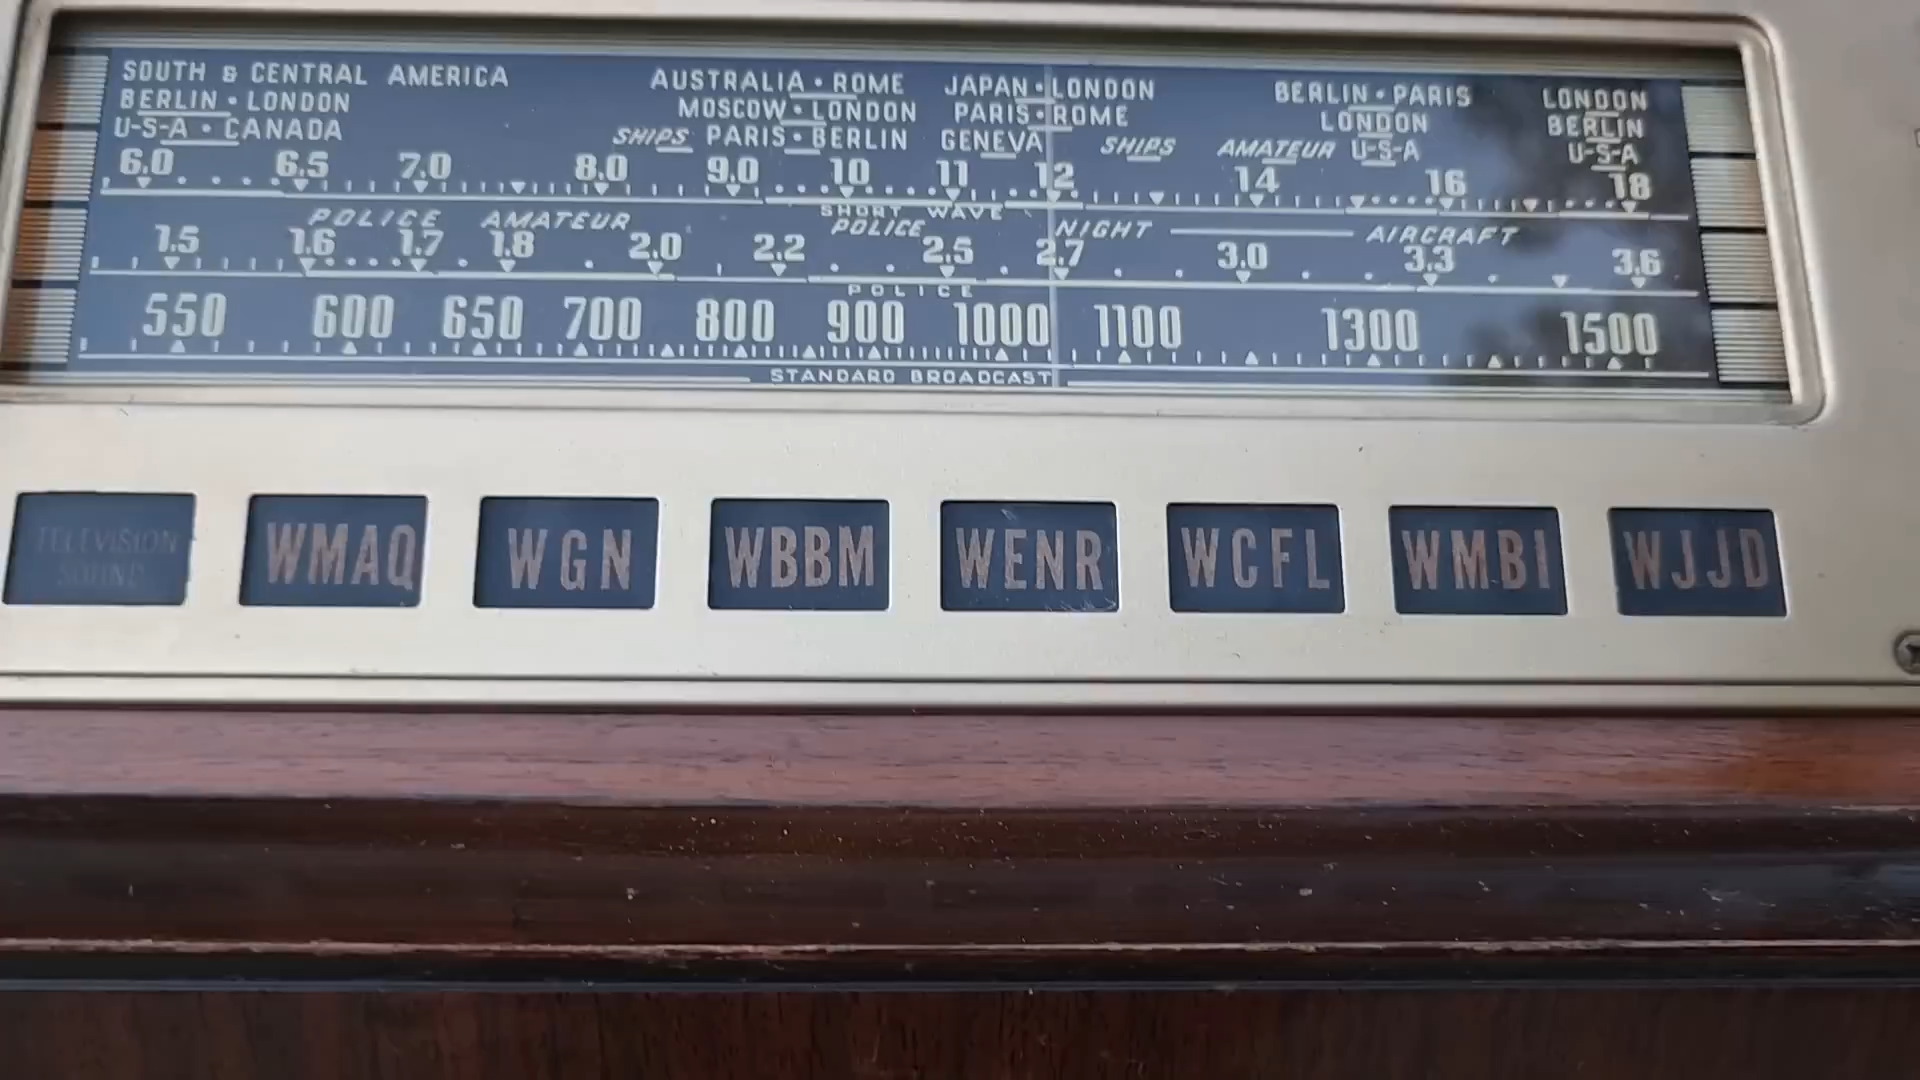 SOUTH & CENTRAL AMERICA AUSTRALIA • ROME JAPAN • LONDON BERLIN • PARIS LONDON
BERLIN • LONDON MOSCOW • LONDON PARIS • ROME LONDON BERLIN
U-S-A • CANADA SHIPS PARIS • BERLIN GENEVA SHIPS AMATEUR U-S-A U-S-A
6.0 6.5 7.0 8.0 9.0 10 11 12 14 16 18
SHORT WAVE
POLICE AMATEUR POLICE NIGHT AIRCRAFT
1.5 1.6 1.7 1.8 2.0 2.2 2.5 2.7 3.0 3.3 3.6
POLICE
550 600 650 700 800 900 1000 1100 1300 1500
STANDARD BROADCAST
TELEVISION SOUND WMAQ WGN WBBM WENR WCFL WMBI WJJD